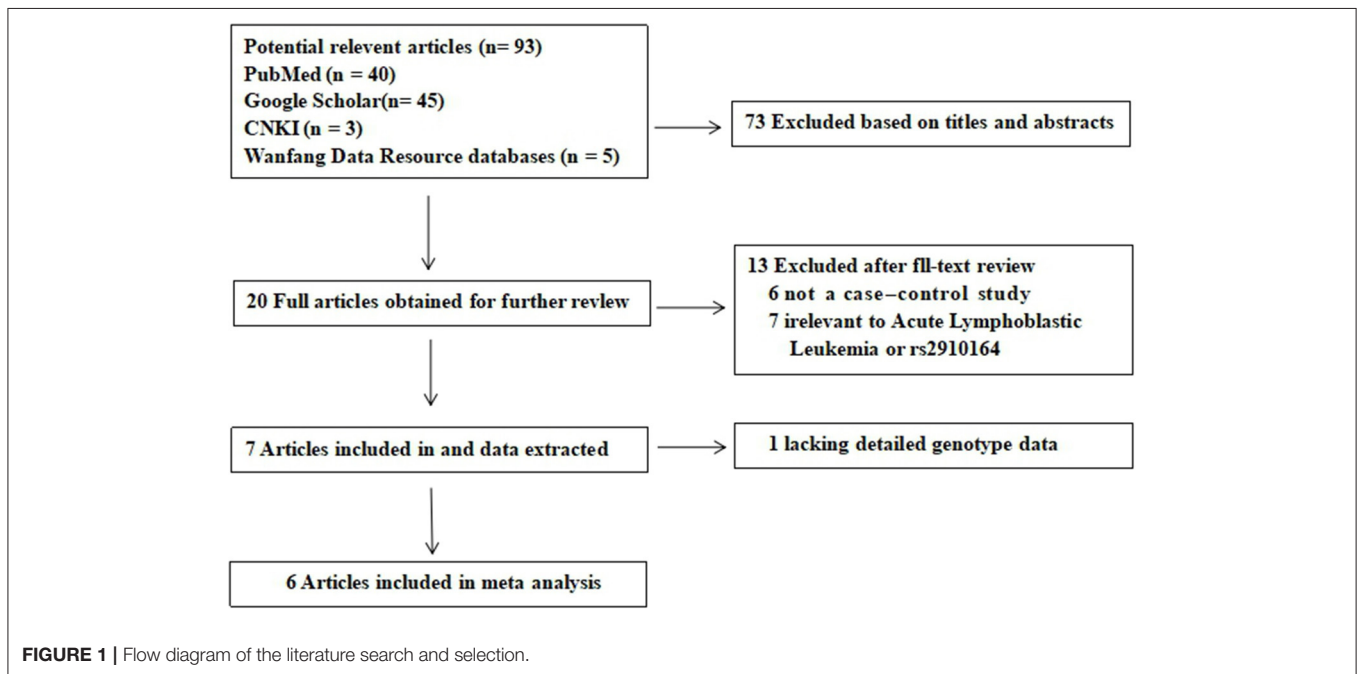 Potential relevent articles (n= 93)
PubMed (n = 40)
Google Scholar(n= 45)
CNKI (n = 3)
Wanfang Data Resource databases (n = 5)
73 Excluded based on titles and abstracts
20 Full articles obtained for further revlew
13 Excluded after fll-text review
6 not a case–control study
7 irelevant to Acute Lymphoblastic
Leukemia or rs2910164
7 Articles included in and data extracted
1 lacking detailed genotype data
6 Articles included in meta analysis
FIGURE 1 | Flow diagram of the literature search and selection.